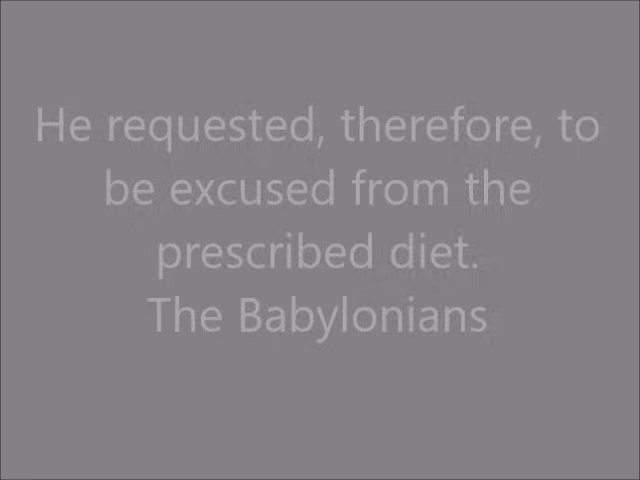 He requested, therefore, to
be excused from the
prescribed diet.
The Babylonians